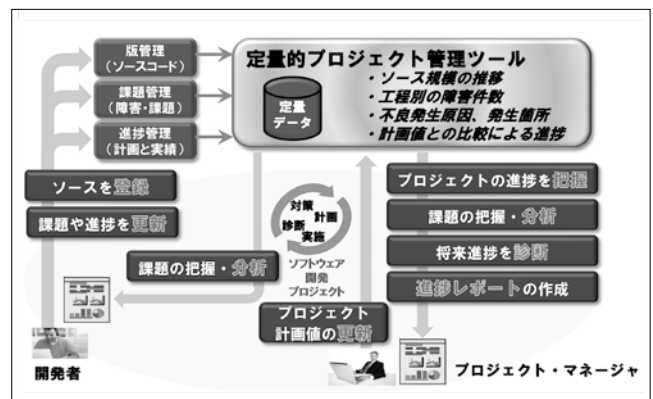 版管理
(ソースコード)
課題管理
(障害・課題)
進捗管理
(計画と実績)
定量的プロジェクト管理ツール
定量
データ
・ソース規模の推移
・工程別の障害件数
・不良発生原因、発生箇所
・計画値との比較による進捗
ソースを登録
課題や進捗を更新
課題の把握・分析
対策
計画
診断
実施
ソフトウェア
開発
プロジェクト
プロジェクト
計画値の更新
プロジェクトの進捗を把握
課題の把握・分析
将来進捗を診断
進捗レポートの作成
開発者
プロジェクト・マネージャ